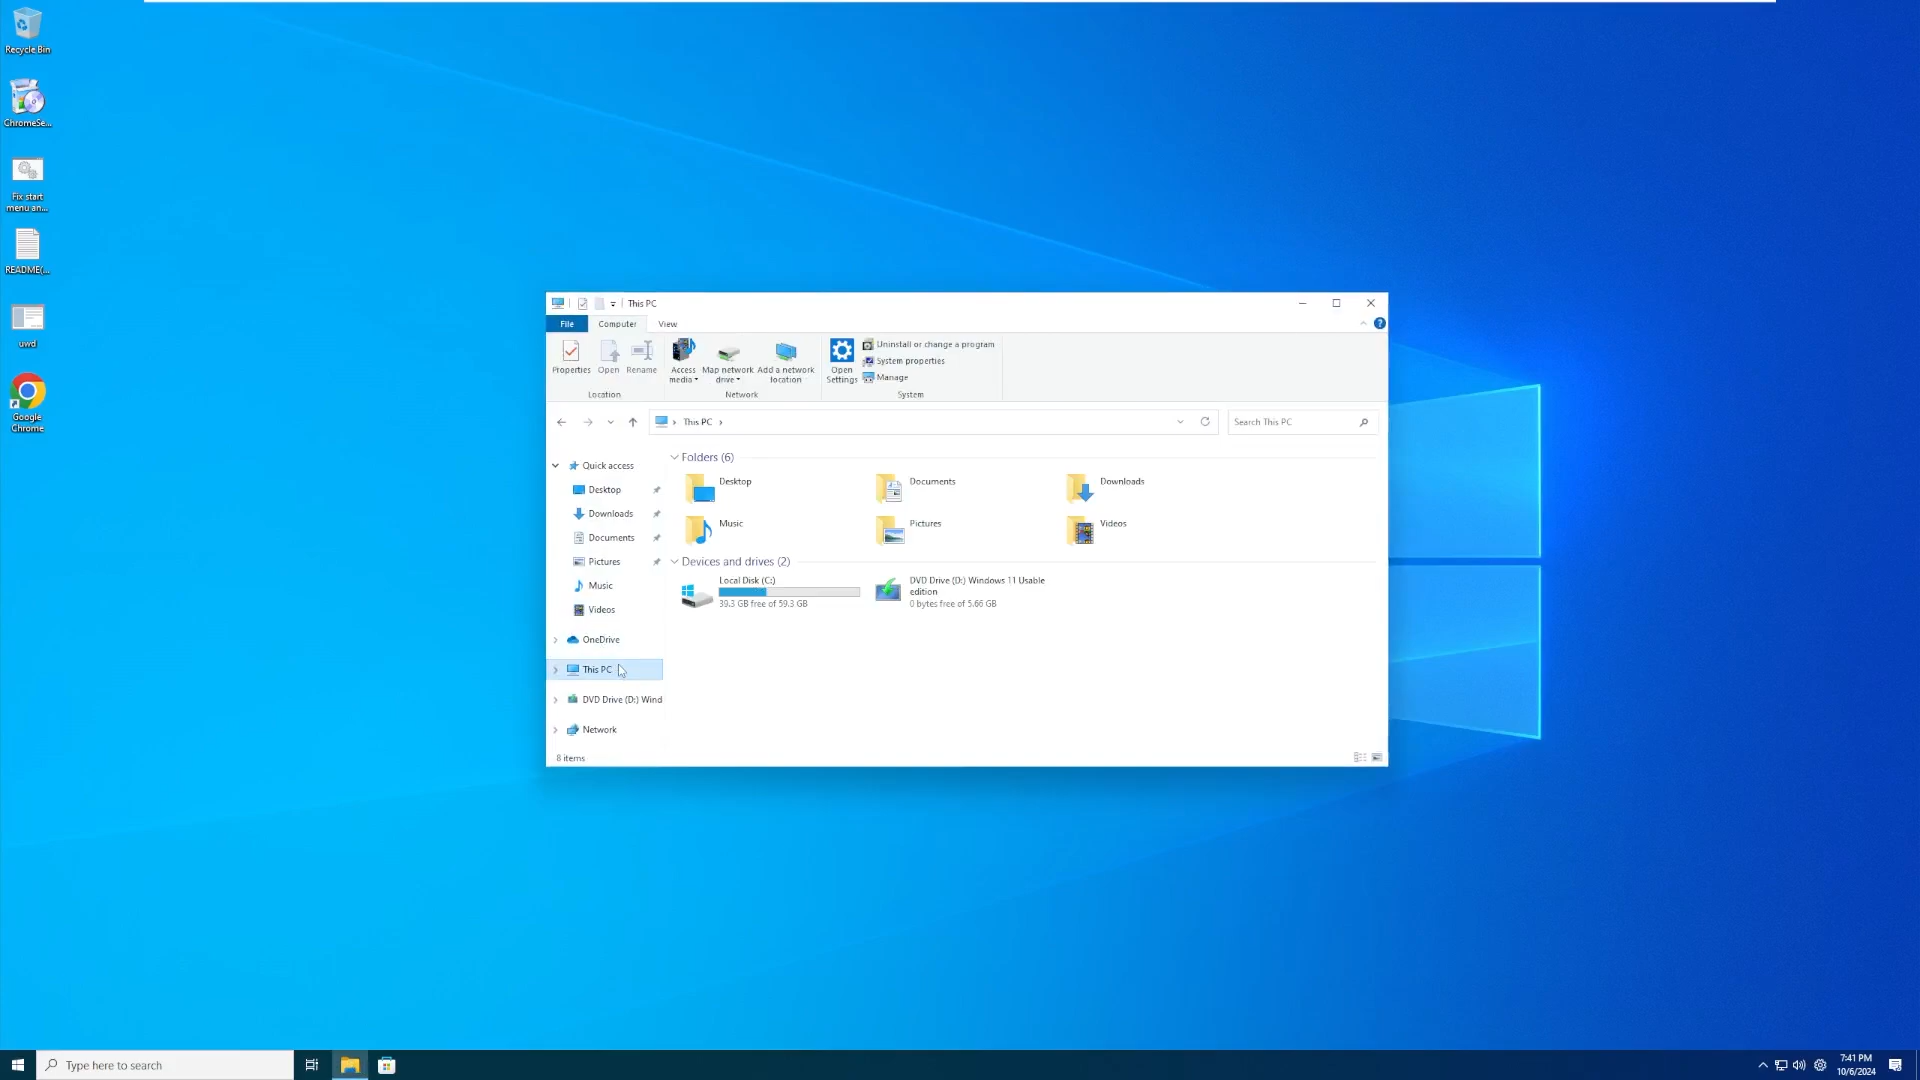 Recycle Bin
ChromeSe...
Fix start
menu an...
README(...
uwd
Google
Chrome
This PC
File
Computer
View
Properties
Open
Rename
Access
media
Map network
drive
Add a network
location
Open
Settings
Uninstall or change a program
System properties
Manage
Location
Network
System
This PC
Search This PC
Quick access
Desktop
Downloads
Documents
Pictures
Music
Videos
OneDrive
This PC
DVD Drive (D:) Wind
Network
Folders (6)
Desktop
Documents
Downloads
Music
Pictures
Videos
Devices and drives (2)
Local Disk (C:)
39.3 GB free of 59.3 GB
DVD Drive (D:) Windows 11 Usable
edition
0 bytes free of 5.66 GB
8 items
Type here to search
7:41 PM
10/6/2024